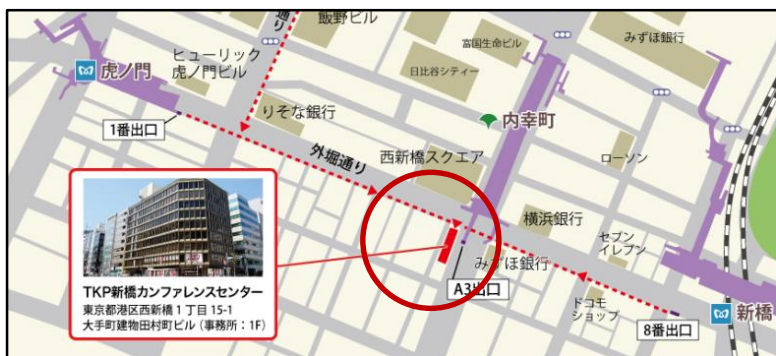 飯野ビル
通り
虎ノ門
ヒューリック
虎ノ門ビル
富国生命ビル
みずほ銀行
日比谷シティー
りそな銀行
1番出口
内幸町
外堀通り
西新橋スクエア
ローソン
横浜銀行
セブン
イレブン
みずほ銀行
A3出口
ドコモ
ショップ
8番出口
新橋
TKP新橋カンファレンスセンター
東京都港区西新橋1丁目15-1
大手町建物田村町ビル（事務所：1F）